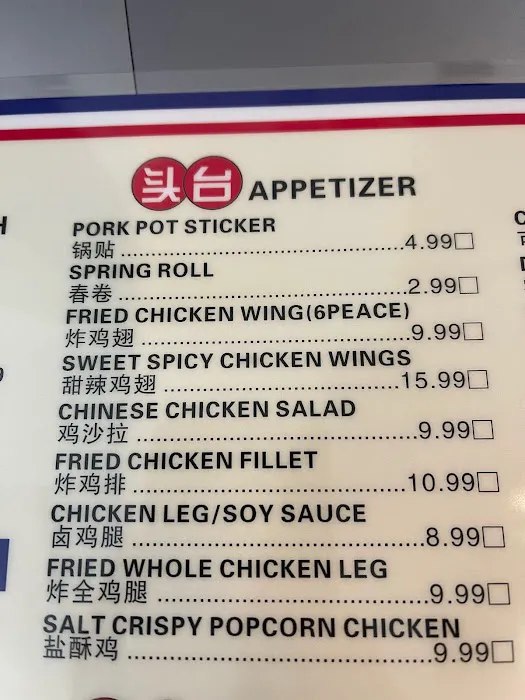 头台 APPETIZER
PORK POT STICKER
锅贴 ........................................4.99□
SPRING ROLL
春卷 ........................................2.99□
FRIED CHICKEN WING(6PEACE)
炸鸡翅 ........................................9.99□
SWEET SPICY CHICKEN WINGS
甜辣鸡翅 ..................................15.99□
CHINESE CHICKEN SALAD
鸡沙拉 ........................................9.99□
FRIED CHICKEN FILLET
炸鸡排 ......................................10.99□
CHICKEN LEG/SOY SAUCE
卤鸡腿 ........................................8.99□
FRIED WHOLE CHICKEN LEG
炸全鸡腿 ....................................9.99□
SALT CRISPY POPCORN CHICKEN
盐酥鸡 ........................................9.99□